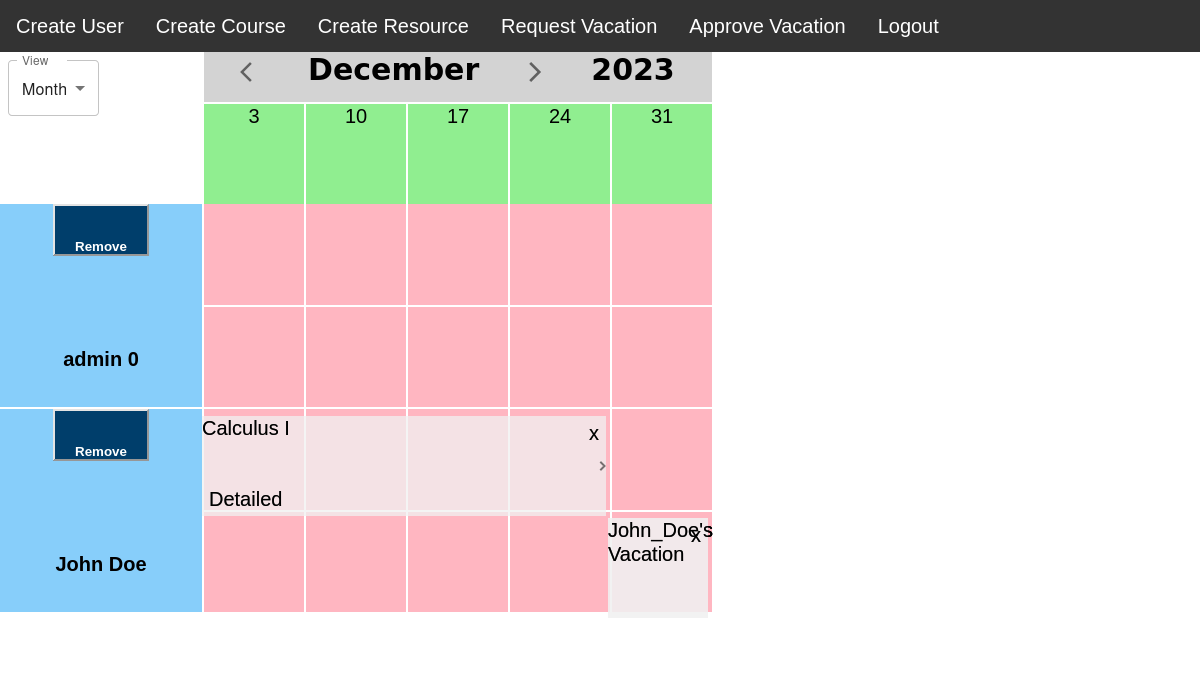 Create User Create Course Create Resource Request Vacation Approve Vacation Logout
View
Month
December 2023
3 10 17 24 31
Remove
admin 0
Remove
Calculus I
x
Detailed
John Doe
John_Doe's
x
Vacation